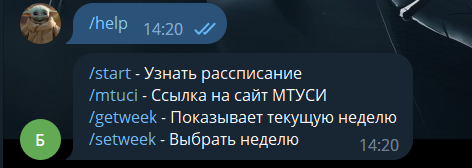 /help 14:20
/start - Узнать рассписание
/mtuci - Ссылка на сайт МТУСИ
/getweek - Показывает текущую неделю
/setweek - Выбрать неделю 14:20
Б